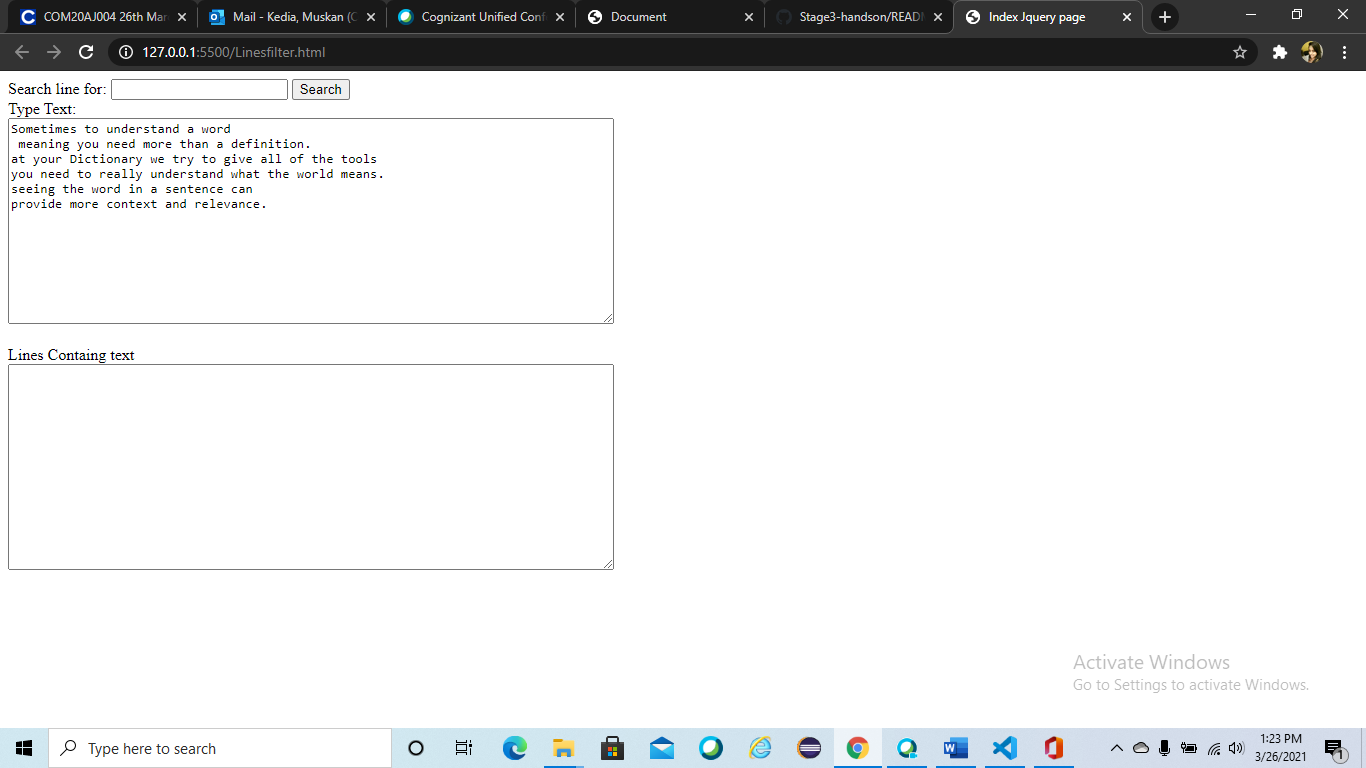 COM20AJ004 26th Mar
Mail - Kedia, Muskan (C
Cognizant Unified Conf
Document
Stage3-handson/READ
Index Jquery page
127.0.0.1:5500/Linesfilter.html
Search line for: Search
Type Text:
Sometimes to understand a word
meaning you need more than a definition.
at your Dictionary we try to give all of the tools
you need to really understand what the world means.
seeing the word in a sentence can
provide more context and relevance.
Lines Containg text
Activate Windows
Go to Settings to activate Windows.
Type here to search
1:23 PM
3/26/2021
1